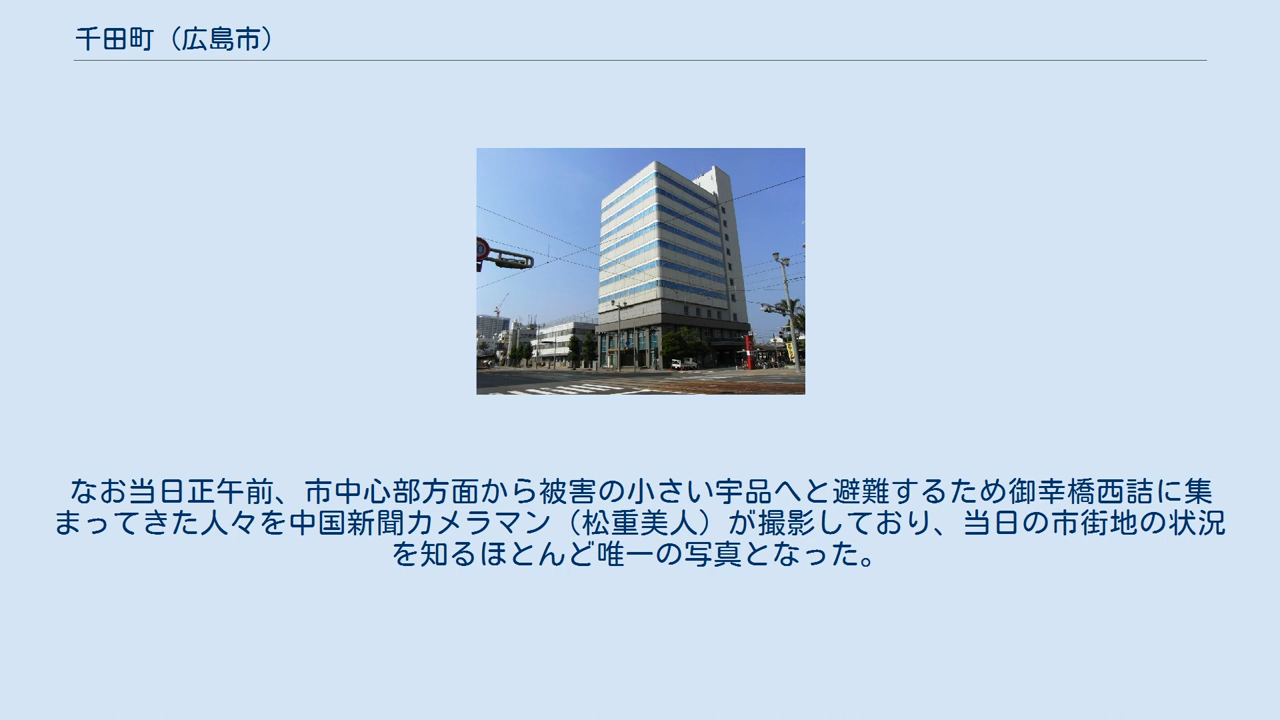 千田町（広島市）
なお当日正午前、市中心部方面から被害の小さい宇品へと避難するため御幸橋西詰に集
まってきた人々を中国新聞カメラマン（松重美人）が撮影しており、当日の市街地の状況
を知るほとんど唯一の写真となった。